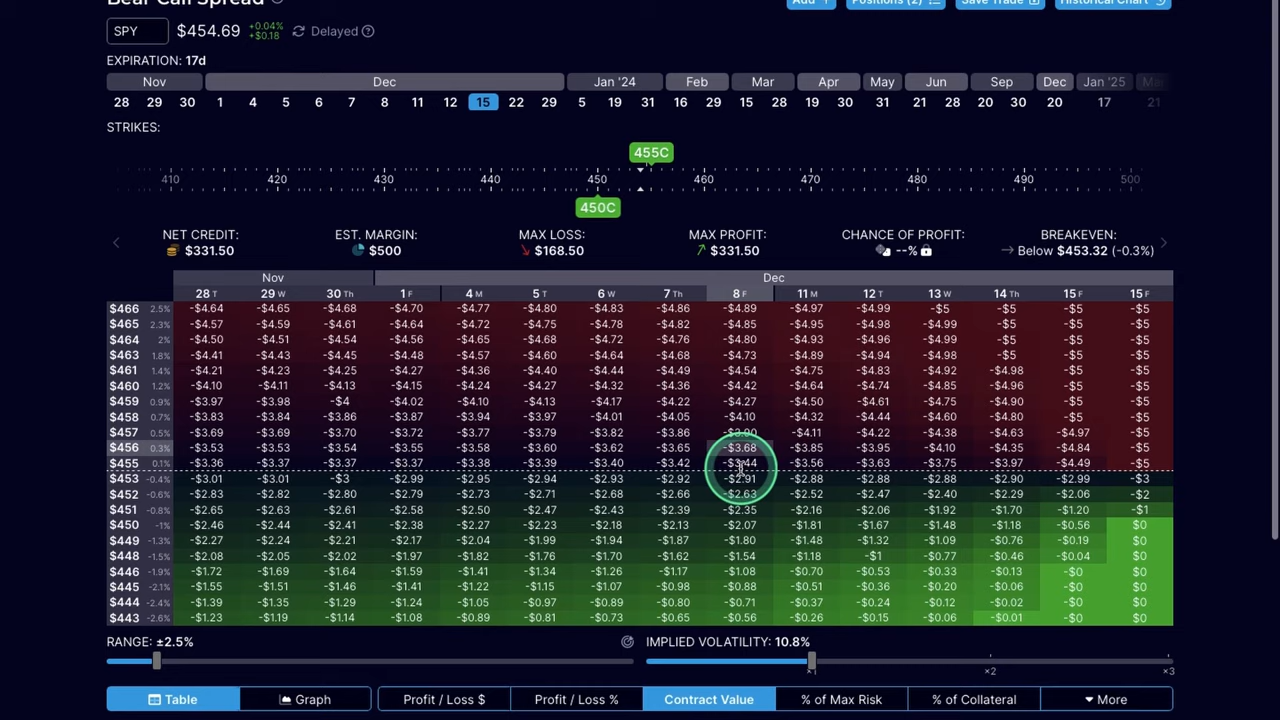 Bear Call Spread
Add +
Positions (2)
Save Trade
Historical Chart
SPY $454.69 +0.04% +$0.18 Delayed
EXPIRATION: 17d
Nov Dec Jan '24 Feb Mar Apr May Jun Sep Dec Jan '25
28 29 30 1 4 5 6 7 8 11 12 15 22 29 5 19 31 16 29 15 28 19 30 31 21 28 20 30 20 17 21
STRIKES:
455C
410 420 430 440 450 460 470 480 490 500
450C
NET CREDIT: EST. MARGIN: MAX LOSS: MAX PROFIT: CHANCE OF PROFIT: BREAKEVEN:
$331.50 $500 $168.50 $331.50 --% Below $453.32 (-0.3%)
Nov Dec
28 T 29 W 30 Th 1 F 4 M 5 T 6 W 7 Th 8 F 11 M 12 T 13 W 14 Th 15 F 15 F
$466 2.5% -$4.64 -$4.65 -$4.68 -$4.70 -$4.77 -$4.80 -$4.83 -$4.86 -$4.89 -$4.97 -$4.99 -$5 -$5 -$5 -$5
$465 2.3% -$4.57 -$4.59 -$4.61 -$4.64 -$4.72 -$4.75 -$4.78 -$4.82 -$4.85 -$4.95 -$4.98 -$4.99 -$5 -$5 -$5
$464 2% -$4.50 -$4.51 -$4.54 -$4.56 -$4.65 -$4.68 -$4.72 -$4.76 -$4.80 -$4.93 -$4.96 -$4.99 -$5 -$5 -$5
$463 1.8% -$4.41 -$4.43 -$4.45 -$4.48 -$4.57 -$4.60 -$4.64 -$4.68 -$4.73 -$4.89 -$4.94 -$4.98 -$5 -$5 -$5
$461 1.4% -$4.21 -$4.23 -$4.25 -$4.27 -$4.36 -$4.40 -$4.44 -$4.49 -$4.54 -$4.75 -$4.83 -$4.92 -$4.98 -$5 -$5
$460 1.2% -$4.10 -$4.11 -$4.13 -$4.15 -$4.24 -$4.27 -$4.32 -$4.36 -$4.42 -$4.64 -$4.74 -$4.85 -$4.96 -$5 -$5
$459 0.9% -$3.97 -$3.98 -$4 -$4.02 -$4.10 -$4.13 -$4.17 -$4.22 -$4.27 -$4.50 -$4.61 -$4.75 -$4.91 -$5 -$5
$458 0.7% -$3.83 -$3.84 -$3.86 -$3.87 -$3.94 -$3.97 -$4.01 -$4.05 -$4.10 -$4.32 -$4.44 -$4.60 -$4.80 -$5 -$5
$457 0.5% -$3.69 -$3.69 -$3.70 -$3.72 -$3.77 -$3.79 -$3.82 -$3.86 -$4.11 -$4.22 -$4.38 -$4.63 -$4.97 -$5
$456 0.3% -$3.53 -$3.53 -$3.54 -$3.55 -$3.58 -$3.60 -$3.62 -$3.65 -$3.68 -$3.85 -$3.95 -$4.10 -$4.35 -$4.84 -$5
$455 0.1% -$3.36 -$3.37 -$3.37 -$3.37 -$3.38 -$3.39 -$3.40 -$3.42 -$3.44 -$3.56 -$3.63 -$3.75 -$3.97 -$4.49 -$5
$453 -0.4% -$3.01 -$3.01 -$3 -$2.99 -$2.95 -$2.94 -$2.93 -$2.92 -$2.91 -$2.88 -$2.88 -$2.88 -$2.90 -$2.99 -$3
$452 -0.6% -$2.83 -$2.82 -$2.80 -$2.79 -$2.73 -$2.71 -$2.68 -$2.66 -$2.63 -$2.52 -$2.47 -$2.40 -$2.29 -$2.06 -$2
$451 -0.8% -$2.65 -$2.63 -$2.61 -$2.58 -$2.50 -$2.47 -$2.43 -$2.39 -$2.35 -$2.16 -$2.06 -$1.92 -$1.70 -$1.20 -$1
$450 -1% -$2.46 -$2.44 -$2.41 -$2.38 -$2.27 -$2.23 -$2.18 -$2.13 -$2.07 -$1.81 -$1.67 -$1.48 -$1.18 -$0.56 $0
$449 -1.3% -$2.27 -$2.24 -$2.21 -$2.17 -$2.04 -$1.99 -$1.94 -$1.87 -$1.80 -$1.48 -$1.32 -$1.09 -$0.76 -$0.19 $0
$448 -1.5% -$2.08 -$2.05 -$2.02 -$1.97 -$1.82 -$1.76 -$1.70 -$1.62 -$1.54 -$1.18 -$1 -$0.77 -$0.46 -$0.04 $0
$446 -1.9% -$1.72 -$1.69 -$1.64 -$1.59 -$1.41 -$1.34 -$1.26 -$1.17 -$1.08 -$0.70 -$0.53 -$0.33 -$0.13 -$0 $0
$445 -2.1% -$1.55 -$1.51 -$1.46 -$1.41 -$1.22 -$1.15 -$1.07 -$0.98 -$0.88 -$0.51 -$0.36 -$0.20 -$0.06 -$0 $0
$444 -2.4% -$1.39 -$1.35 -$1.29 -$1.24 -$1.05 -$0.97 -$0.89 -$0.80 -$0.71 -$0.37 -$0.24 -$0.12 -$0.02 -$0 $0
$443 -2.6% -$1.23 -$1.19 -$1.14 -$1.08 -$0.89 -$0.81 -$0.73 -$0.65 -$0.56 -$0.26 -$0.15 -$0.06 -$0.01 -$0 $0
RANGE: ±2.5% IMPLIED VOLATILITY: 10.8%
×1 ×2 ×3
Table Graph Profit / Loss $ Profit / Loss % Contract Value % of Max Risk % of Collateral More